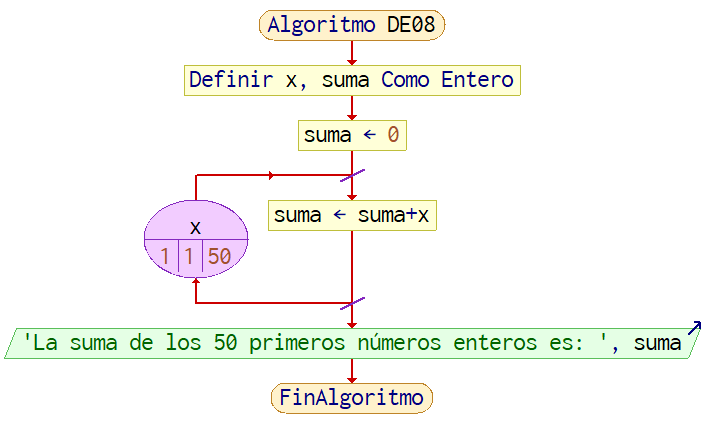 Algoritmo DE08
Definir x, suma Como Entero
suma ← 0
suma ← suma+x
x
1 1 50
'La suma de los 50 primeros números enteros es: ', suma
FinAlgoritmo